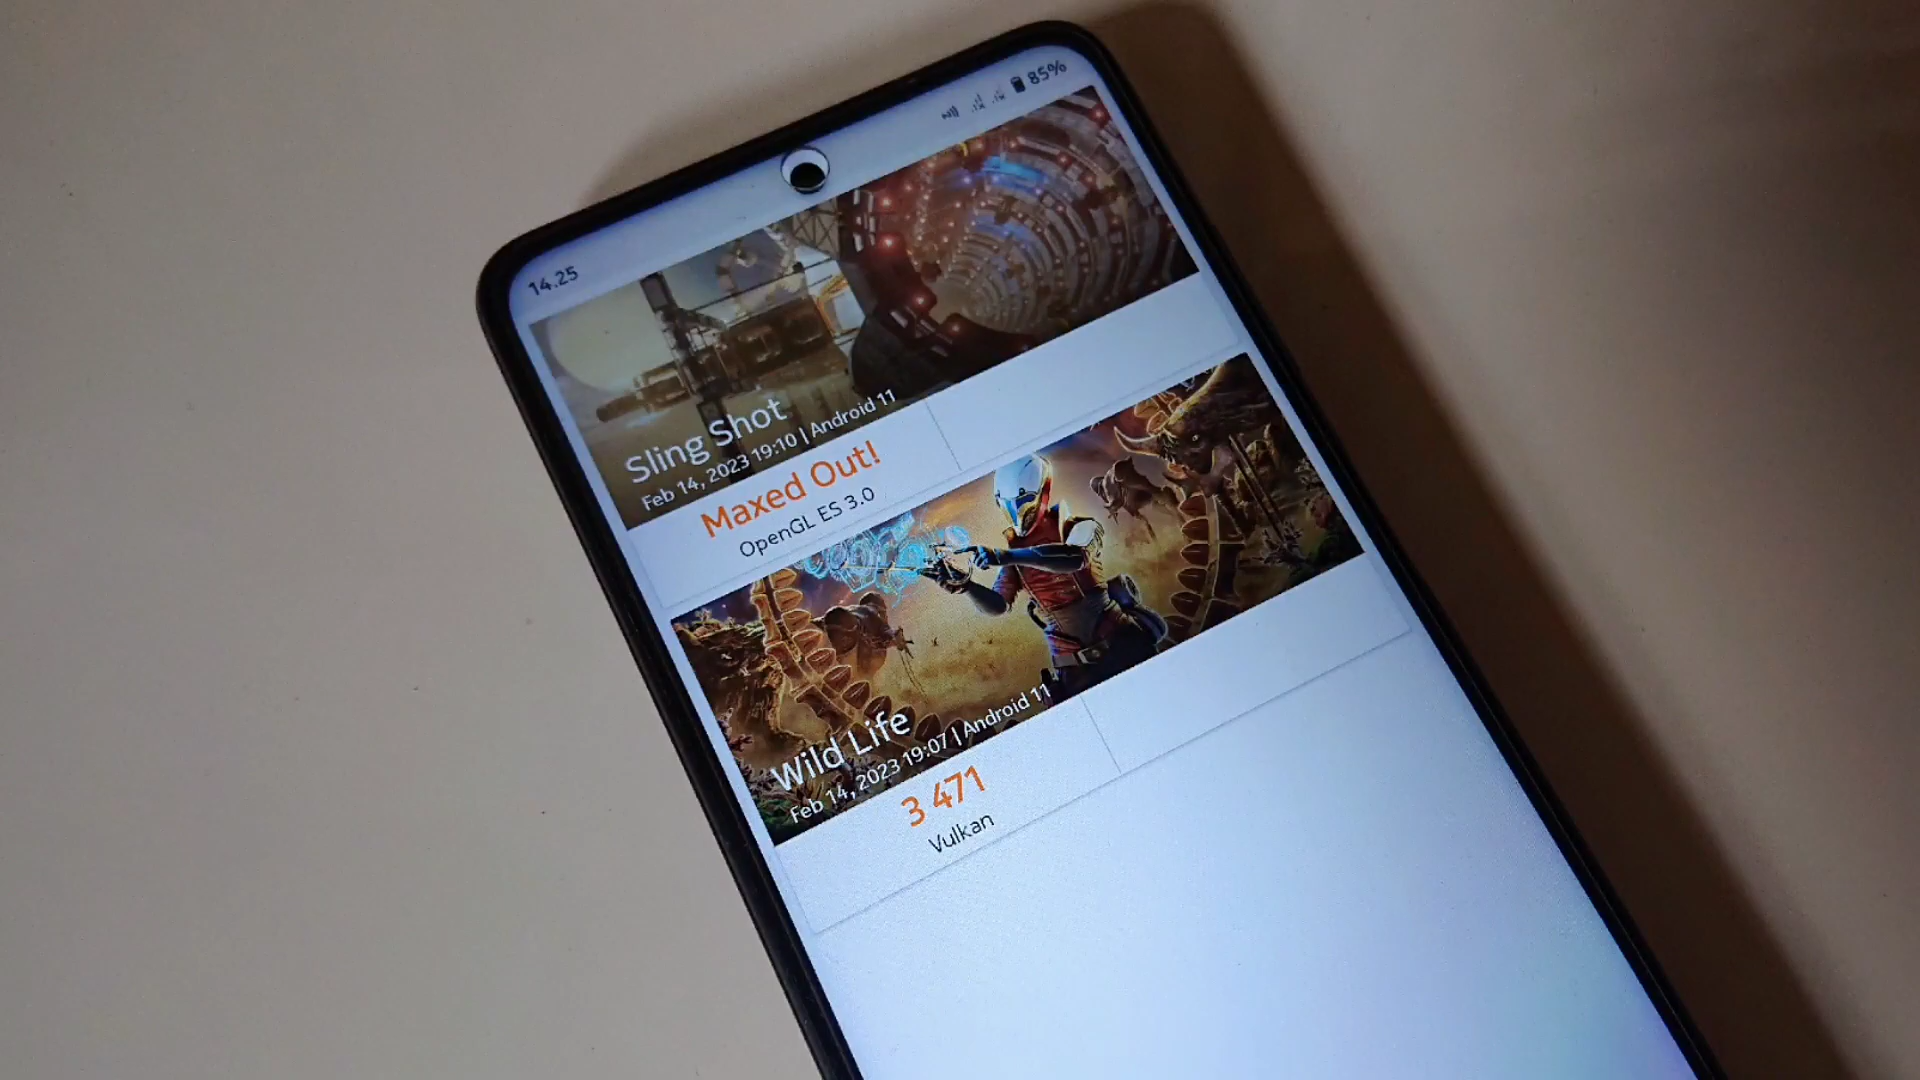 85%
14.25
Sling Shot
Feb 14, 2023 19:10 | Android 11
Maxed Out!
OpenGL ES 3.0
Wild Life
Feb 14, 2023 19:07 | Android 11
3 471
Vulkan